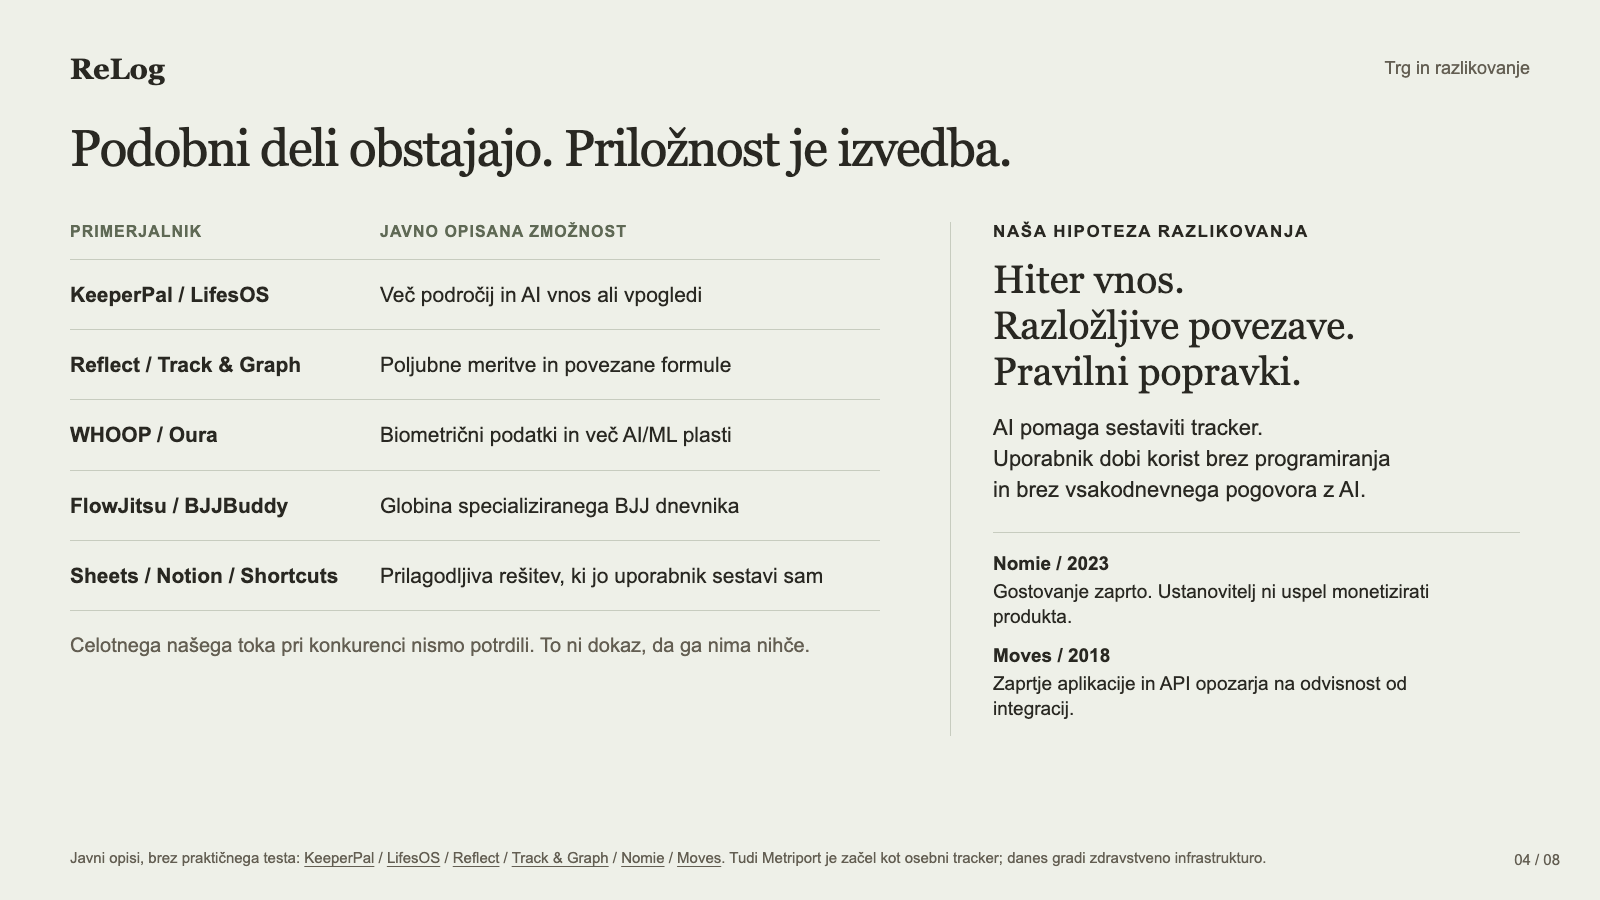 ReLog
Trg in razlikovanje
Podobni deli obstajajo. Priložnost je izvedba.
PRIMERJALNIK
JAVNO OPISANA ZMOŽNOST
KeeperPal / LifesOS
Več področij in AI vnos ali vpogledi
Reflect / Track & Graph
Poljubne meritve in povezane formule
WHOOP / Oura
Biometrični podatki in več AI/ML plasti
FlowJitsu / BJJBuddy
Globina specializiranega BJJ dnevnika
Sheets / Notion / Shortcuts
Prilagodljiva rešitev, ki jo uporabnik sestavi sam
Celotnega našega toka pri konkurenci nismo potrdili. To ni dokaz, da ga nima nihče.
NAŠA HIPOTEZA RAZLIKOVANJA
Hiter vnos.
Razložljive povezave.
Pravilni popravki.
AI pomaga sestaviti tracker.
Uporabnik dobi korist brez programiranja
in brez vsakodnevnega pogovora z AI.
Nomie / 2023
Gostovanje zaprto. Ustanovitelj ni uspel monetizirati
produkta.
Moves / 2018
Zaprtje aplikacije in API opozarja na odvisnost od
integracij.
Javni opisi, brez praktičnega testa: KeeperPal / LifesOS / Reflect / Track & Graph / Nomie / Moves. Tudi Metriport je začel kot osebni tracker; danes gradi zdravstveno infrastrukturo.
04 / 08